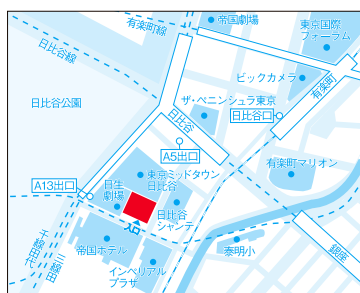 帝国劇場
東京国際
フォーラム
有楽町線
日比谷線
ビックカメラ
有楽町
ザ・ペニンシュラ東京
日比谷口
日比谷公園
日比谷
A5出口
東京ミッドタウン
日比谷
有楽町マリオン
A13出口
日生
劇場
日比谷
シャンテ
入口
千代田線
三田線
帝国ホテル
インペリアル
プラザ
泰明小
銀座